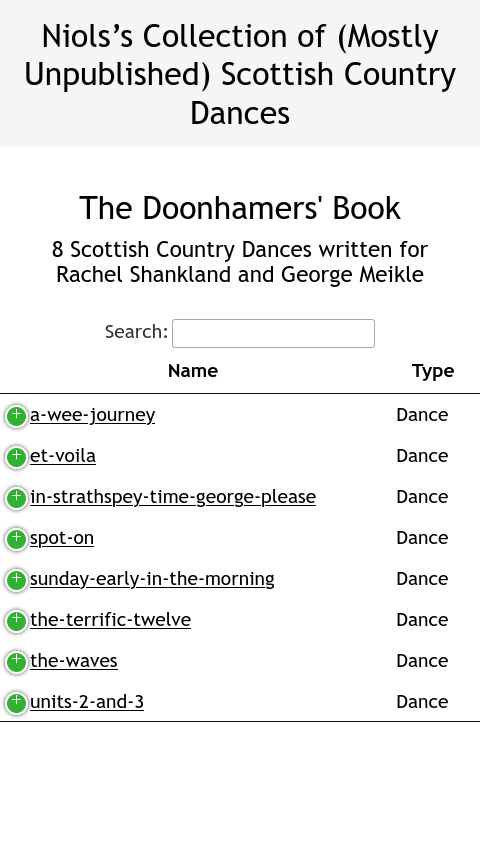 Niols’s Collection of (Mostly
Unpublished) Scottish Country
Dances
The Doonhamers' Book
8 Scottish Country Dances written for
Rachel Shankland and George Meikle
Search:
Name Type
a-wee-journey Dance
et-voila Dance
in-strathspey-time-george-please Dance
spot-on Dance
sunday-early-in-the-morning Dance
the-terrific-twelve Dance
the-waves Dance
units-2-and-3 Dance